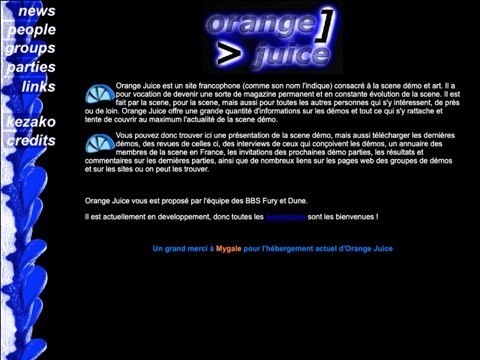 news
people
groups
parties
links
kezako
credits
orange ]
> juice
Orange Juice est un site francophone (comme son nom l'indique) consacré à la scene démo et art. Il a
pour vocation de devenir une sorte de magazine permanent et en constante évolution de la scene. Il est
fait par la scene, pour la scene, mais aussi pour toutes les autres personnes qui s'y intéressent, de près
ou de loin. Orange Juice offre une grande quantité d'informations sur les démos et tout ce qui s'y rattache et
tente de couvrir au maximum l'actualité de la scene démo.
Vous pouvez donc trouver ici une présentation de la scene démo, mais aussi télécharger les dernières
démos, des revues de celles ci, des interviews de ceux qui conçoivent les démos, un annuaire des
membres de la scene en France, les invitations des prochaines démo parties, les résultats et
commentaires sur les dernières parties, ainsi que de nombreux liens sur les pages web des groupes de démos
et sur les sites ou on peut les trouver.
Orange Juice vous est proposé par l'équipe des BBS Fury et Dune.
Il est actuellement en developpement, donc toutes les sont les bienvenues !
Un grand merci à Mygale pour l'hébergement actuel d'Orange Juice